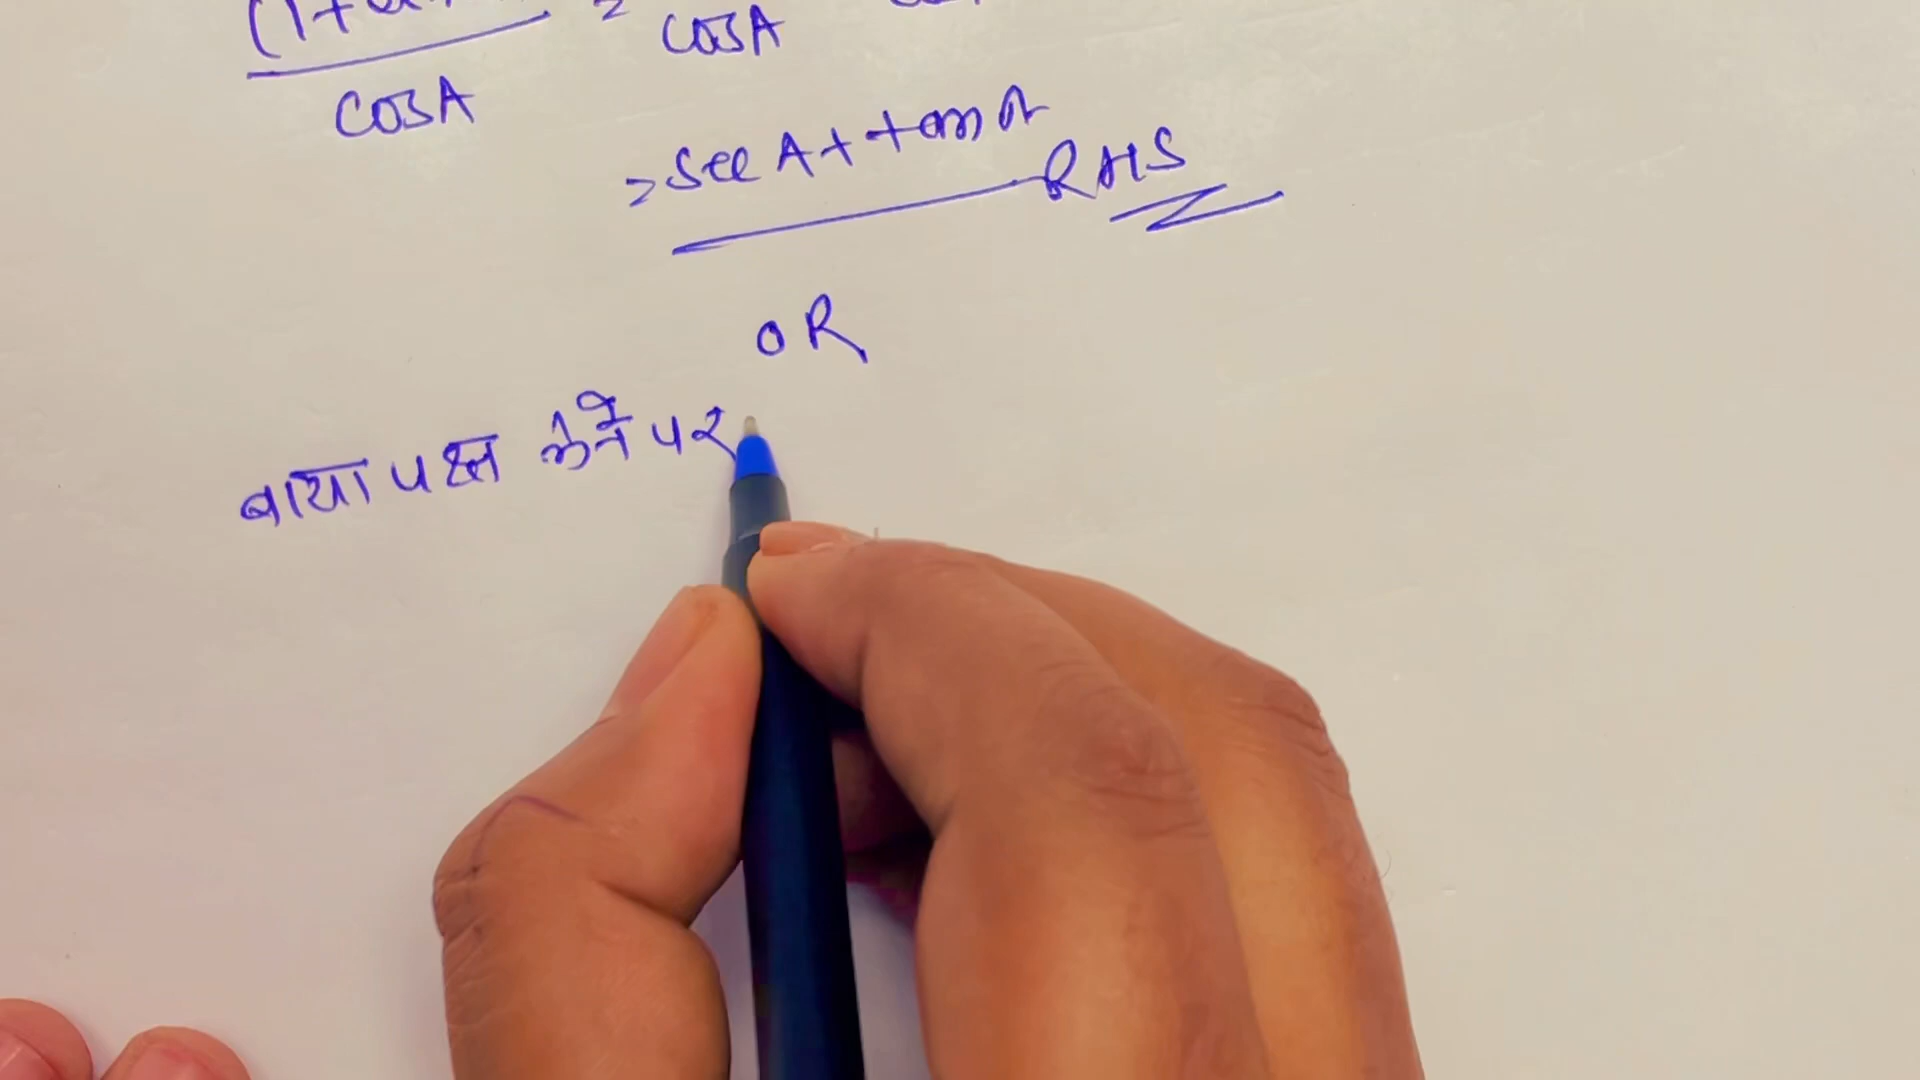 COSA
COSA
= Sec A + tan A
RHS
OR
बाया पक्ष लेने पर